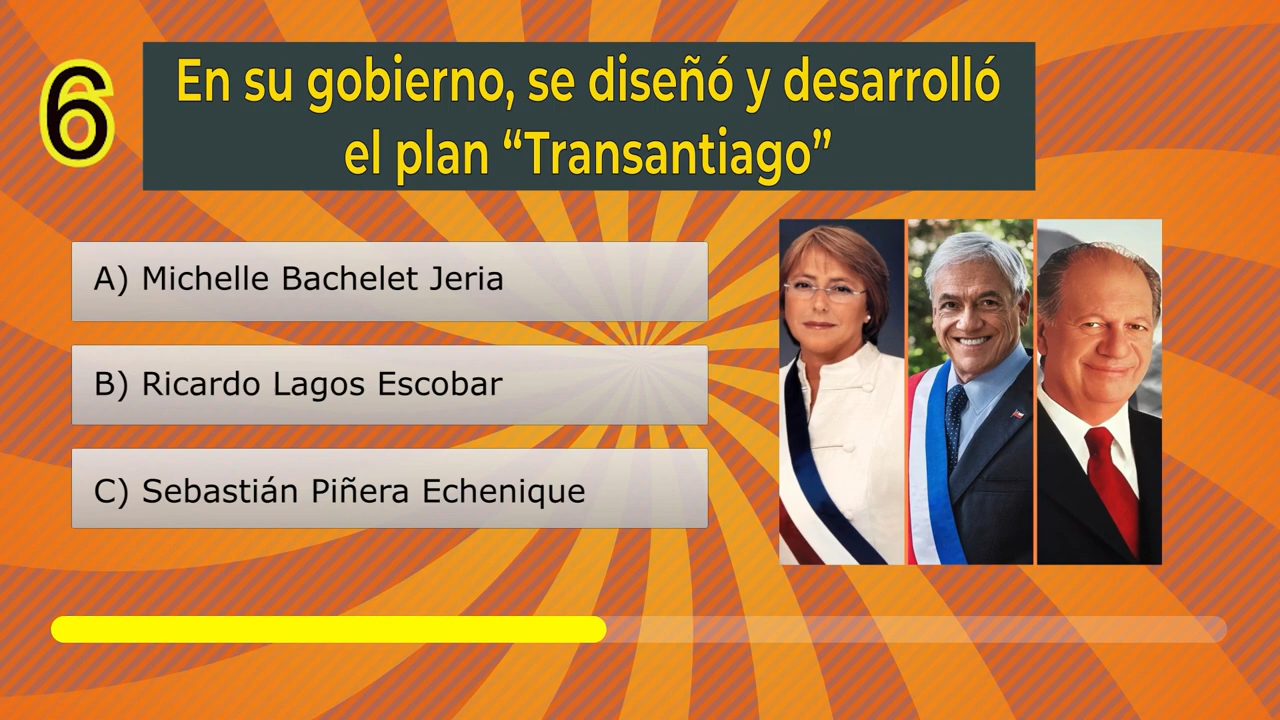 6
En su gobierno, se diseñó y desarrolló
el plan “Transantiago”
A) Michelle Bachelet Jeria
B) Ricardo Lagos Escobar
C) Sebastián Piñera Echenique